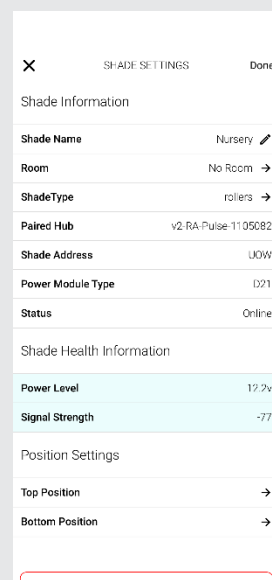 SHADE SETTINGS Done
Shade Information
Shade Name Nursery
Room No Room
ShadeType rollers
Paired Hub v2-RA-Pulse-1105082
Shade Address UOW
Power Module Type D21
Status Online
Shade Health Information
Power Level 12.2v
Signal Strength -77
Position Settings
Top Position
Bottom Position